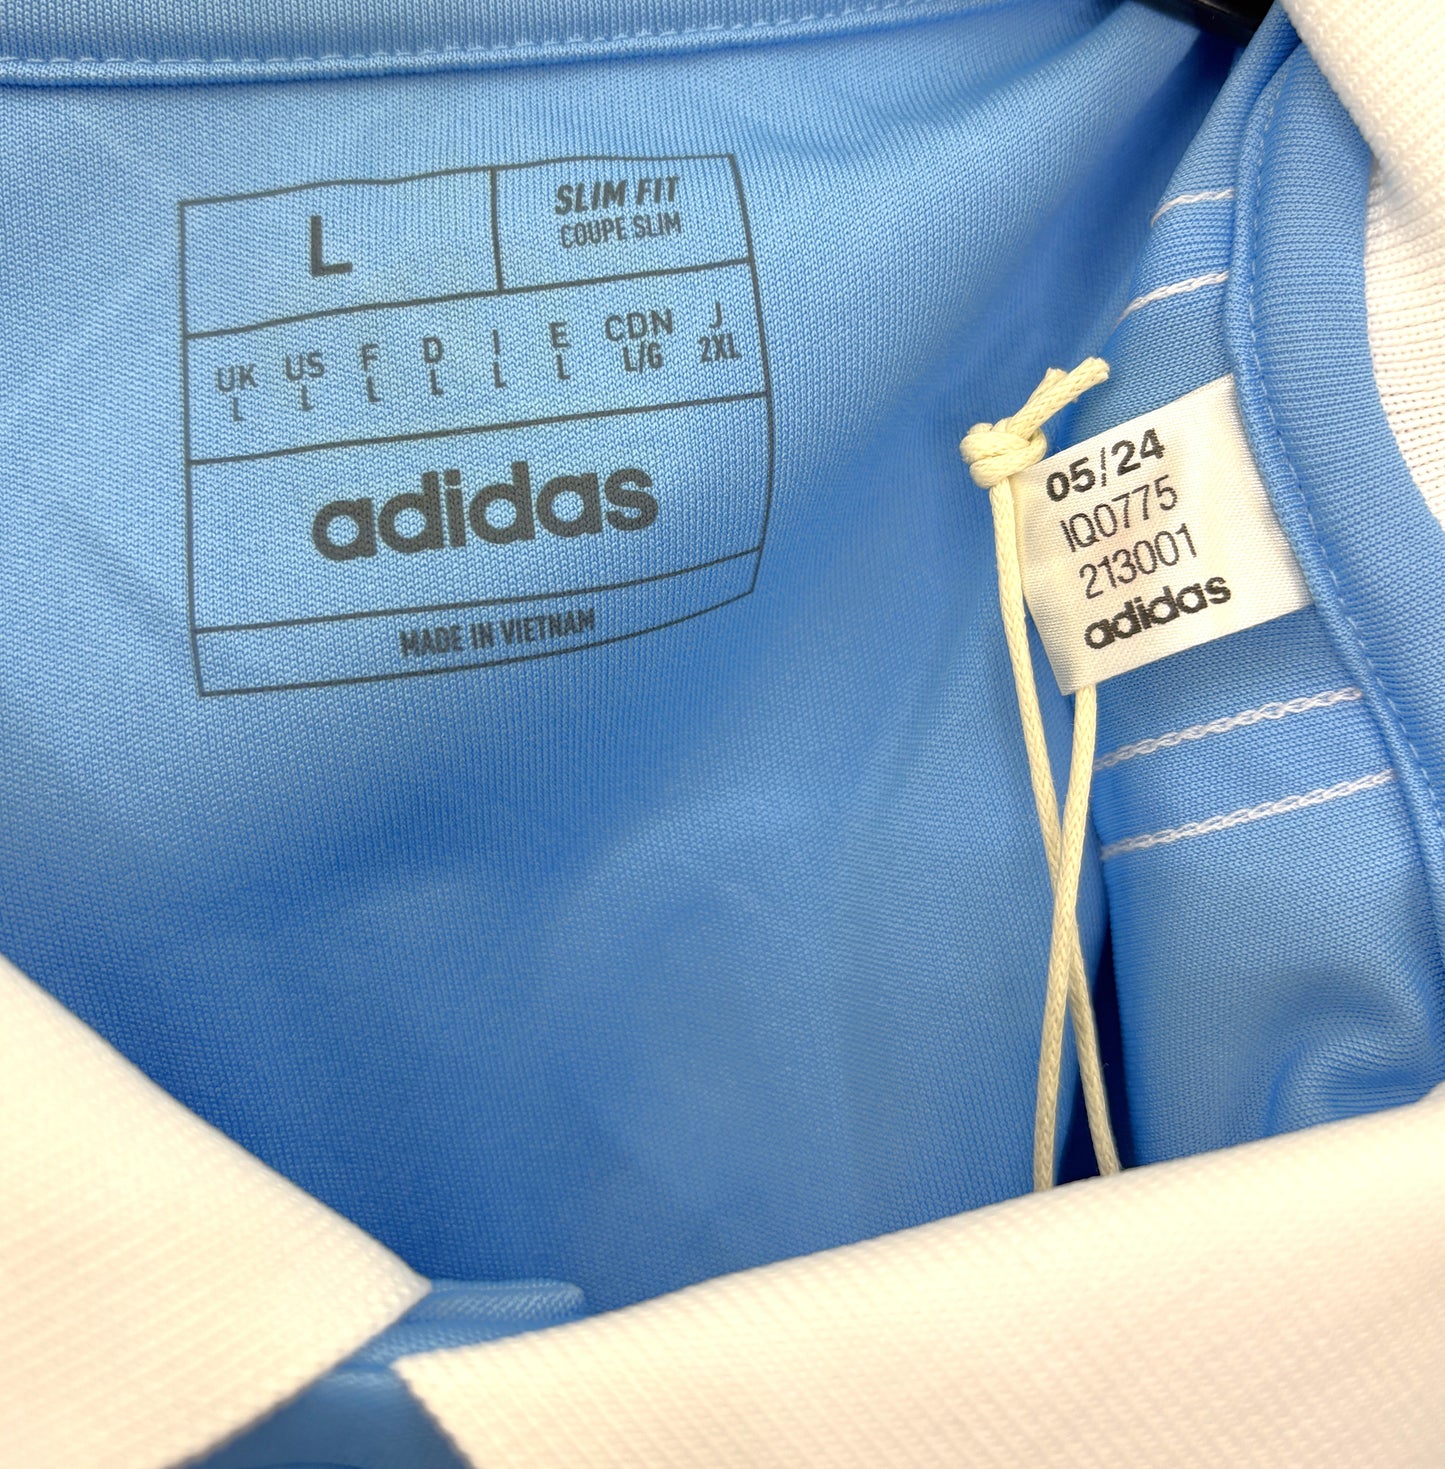 L
SLIM FIT
COUPE SLIM
UK US F D I E CDN J
L L L L L L L/G 2XL
adidas
MADE IN VIETNAM
05/24
IQ0775
213001
adidas